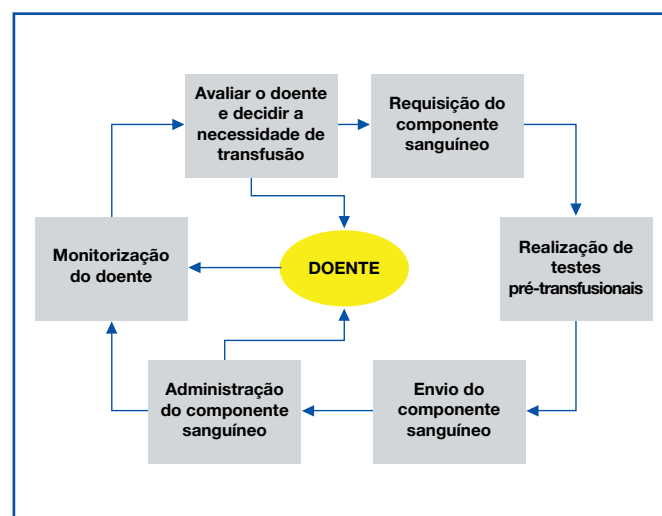 Avaliar o doente
e decidir a
necessidade de
transfusão
Requisição do
componente
sanguíneo
Realização de
testes
pré-transfusionais
Envio do
componente
sanguíneo
Administração
do componente
sanguíneo
Monitorização
do doente
DOENTE